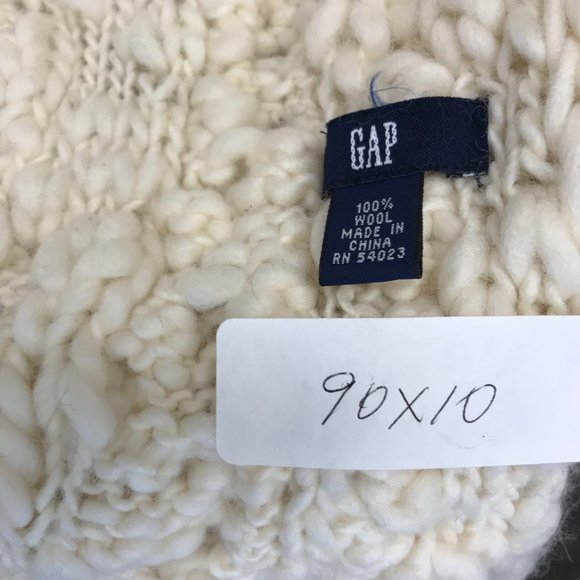 GAP
100%
WOOL
MADE IN
CHINA
RN 54023
90x10